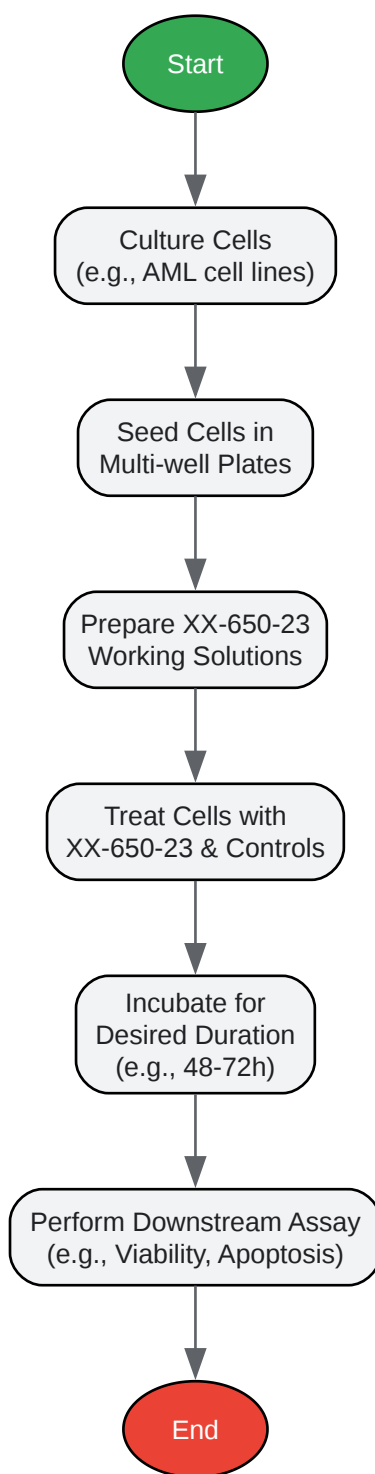 Start
Culture Cells
(e.g., AML cell lines)
Seed Cells in
Multi-well Plates
Prepare XX-650-23
Working Solutions
Treat Cells with
XX-650-23 & Controls
Incubate for
Desired Duration
(e.g., 48-72h)
Perform Downstream Assay
(e.g., Viability, Apoptosis)
End